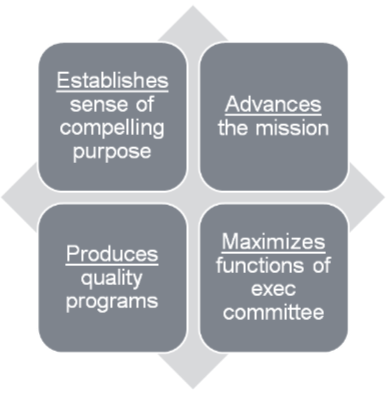 Establishes
sense of
compelling
purpose
Advances
the mission
Produces
quality
programs
Maximizes
functions of
exec
committee